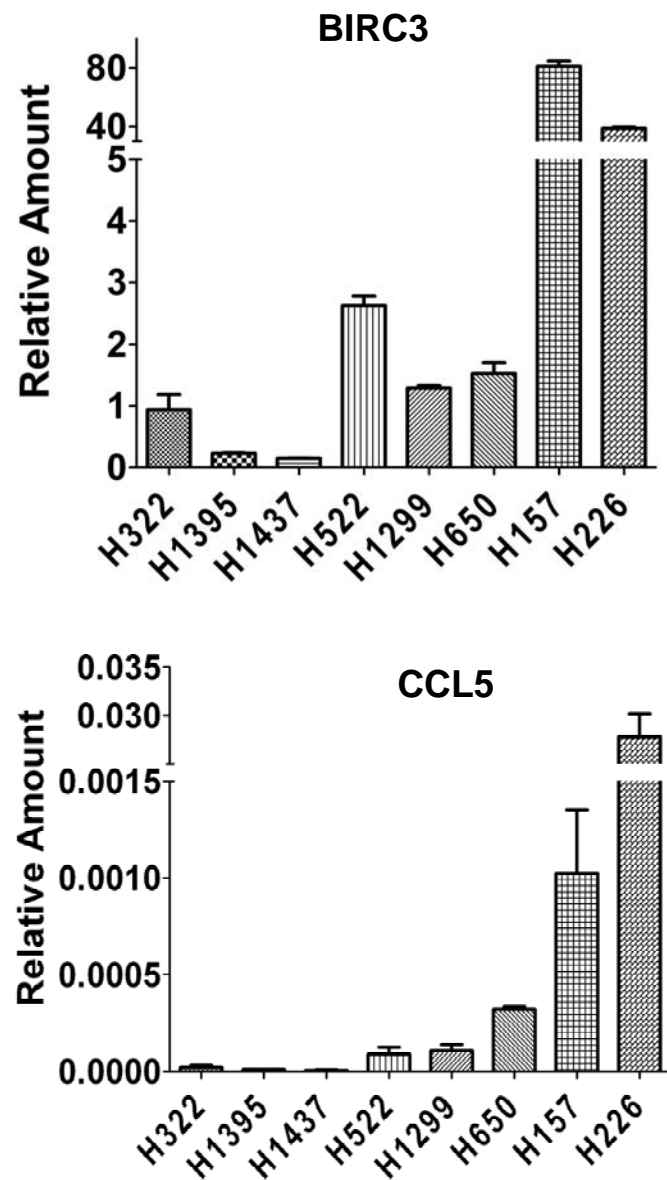 BIRC3
Relative Amount
80
40
5
4
3
2
1
0
H322
H1395
H1437
H522
H1299
H650
H157
H226
CCL5
Relative Amount
0.035
0.030
0.0015
0.0010
0.0005
0.0000
H322
H1395
H1437
H522
H1299
H650
H157
H226